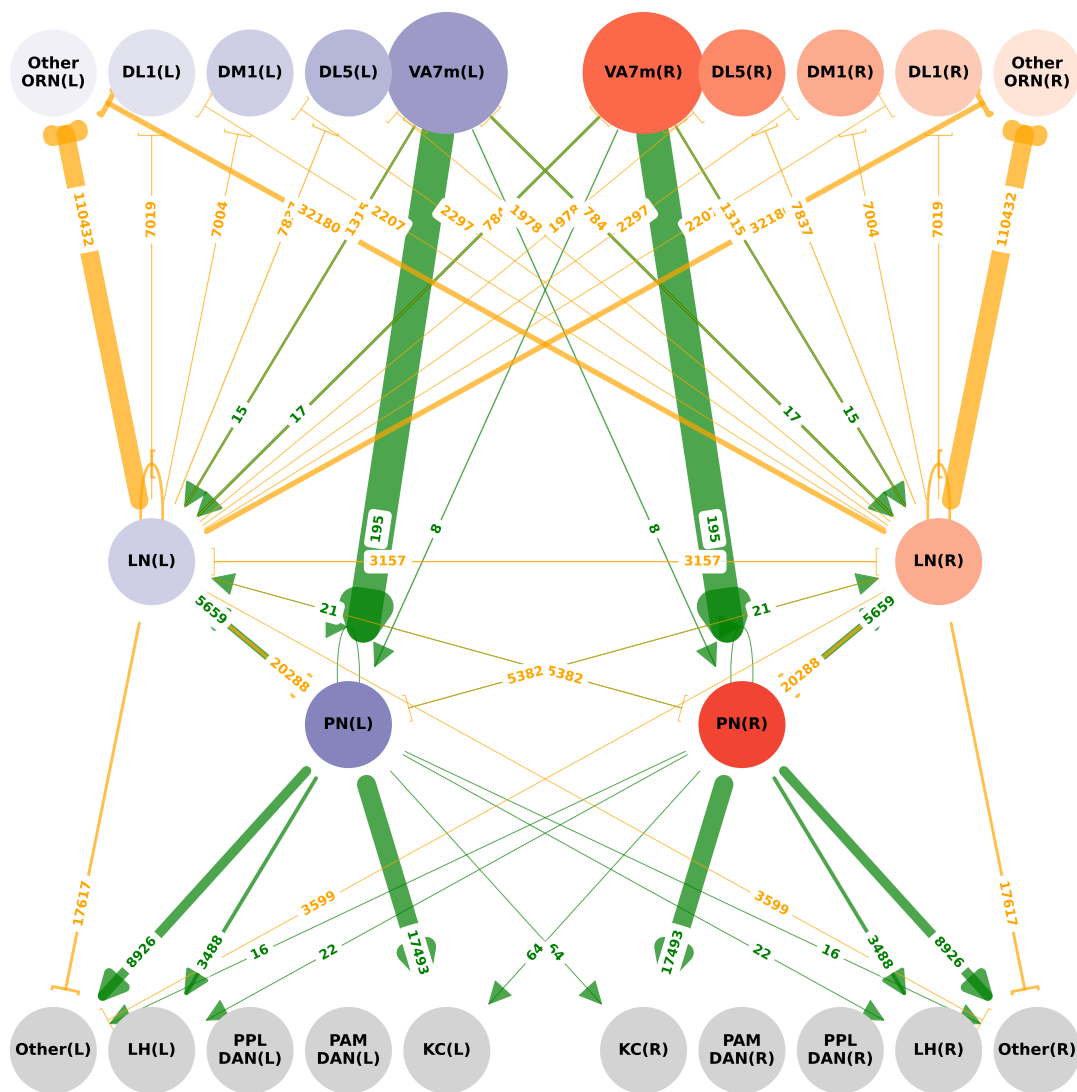 Other
ORN(L)
DL1(L)
DM1(L)
DL5(L)
VA7m(L)
VA7m(R)
DL5(R)
DM1(R)
DL1(R)
Other
ORN(R)
110432
7019
7004
32180
2207
2297
1978
784
2297
1315
7837
7004
7019
110432
15
17
17
15
195
8
8
195
LN(L)
3157
3157
LN(R)
5659
21
21
5659
20288
5382
5382
20288
PN(L)
PN(R)
17617
3599
3599
17617
8926
3488
16
22
17493
64
64
17493
22
16
3488
8926
Other(L)
LH(L)
PPL
DAN(L)
PAM
DAN(L)
KC(L)
KC(R)
PAM
DAN(R)
PPL
DAN(R)
LH(R)
Other(R)